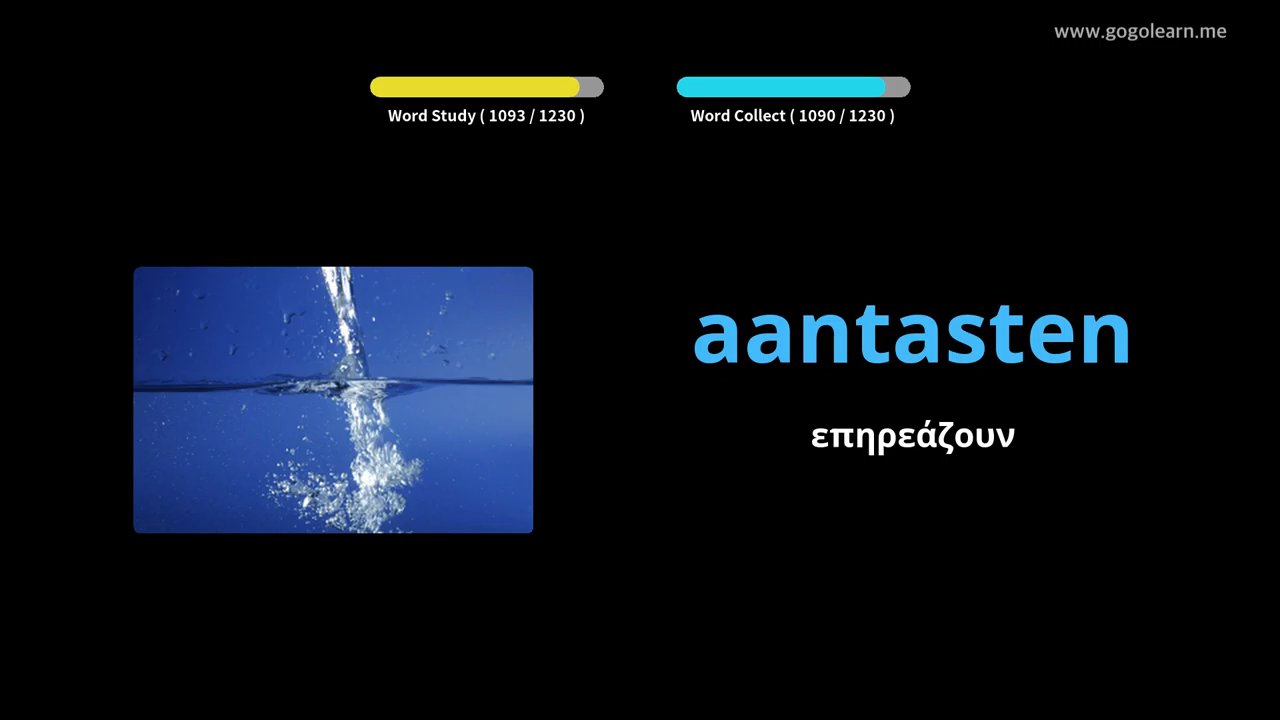 www.gogolearn.me
Word Study ( 1093 / 1230 )
Word Collect ( 1090 / 1230 )
aantasten
επηρεάζουν